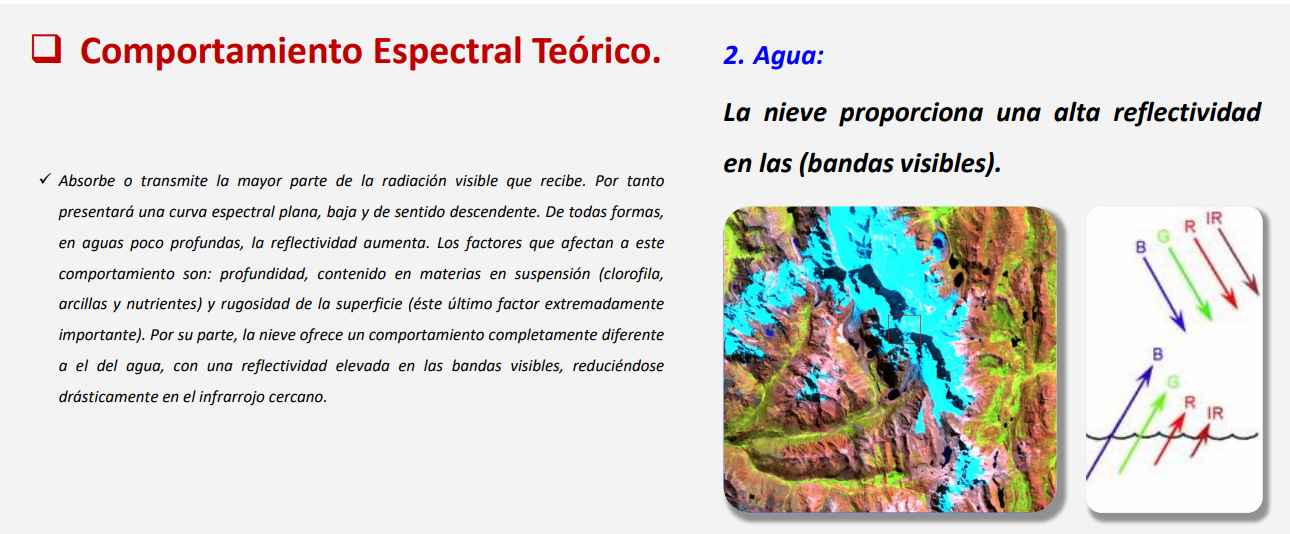 Comportamiento Espectral Teórico.
✓ Absorbe o transmite la mayor parte de la radiación visible que recibe. Por tanto
presentará una curva espectral plana, baja y de sentido descendente. De todas formas,
en aguas poco profundas, la reflectividad aumenta. Los factores que afectan a este
comportamiento son: profundidad, contenido en materias en suspensión (clorofila,
arcillas y nutrientes) y rugosidad de la superficie (éste último factor extremadamente
importante). Por su parte, la nieve ofrece un comportamiento completamente diferente
a el del agua, con una reflectividad elevada en las bandas visibles, reduciéndose
drásticamente en el infrarrojo cercano.
2. Agua:
La nieve proporciona una alta reflectividad
en las (bandas visibles).
B G R IR
B G R IR